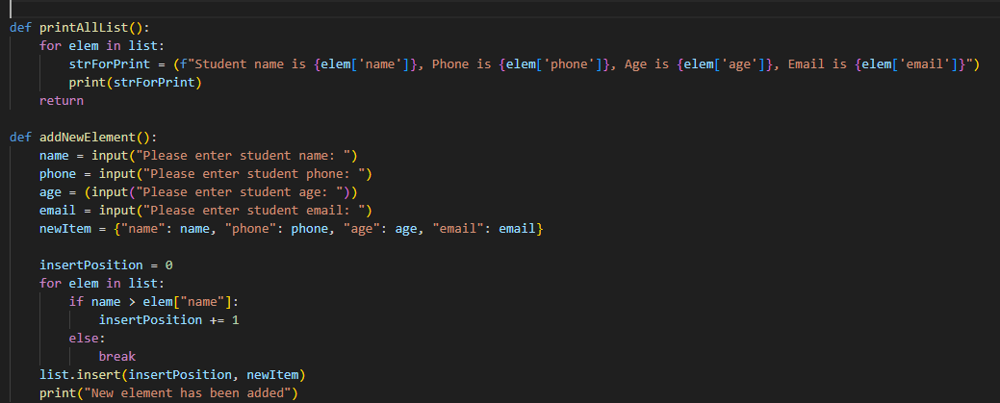 def printAllList():
    for elem in list:
        strForPrint = (f"Student name is {elem['name']}, Phone is {elem['phone']}, Age is {elem['age']}, Email is {elem['email']}")
        print(strForPrint)
    return

def addNewElement():
    name = input("Please enter student name: ")
    phone = input("Please enter student phone: ")
    age = (input("Please enter student age: "))
    email = input("Please enter student email: ")
    newItem = {"name": name, "phone": phone, "age": age, "email": email}

    insertPosition = 0
    for elem in list:
        if name > elem["name"]:
            insertPosition += 1
        else:
            break
    list.insert(insertPosition, newItem)
    print("New element has been added")